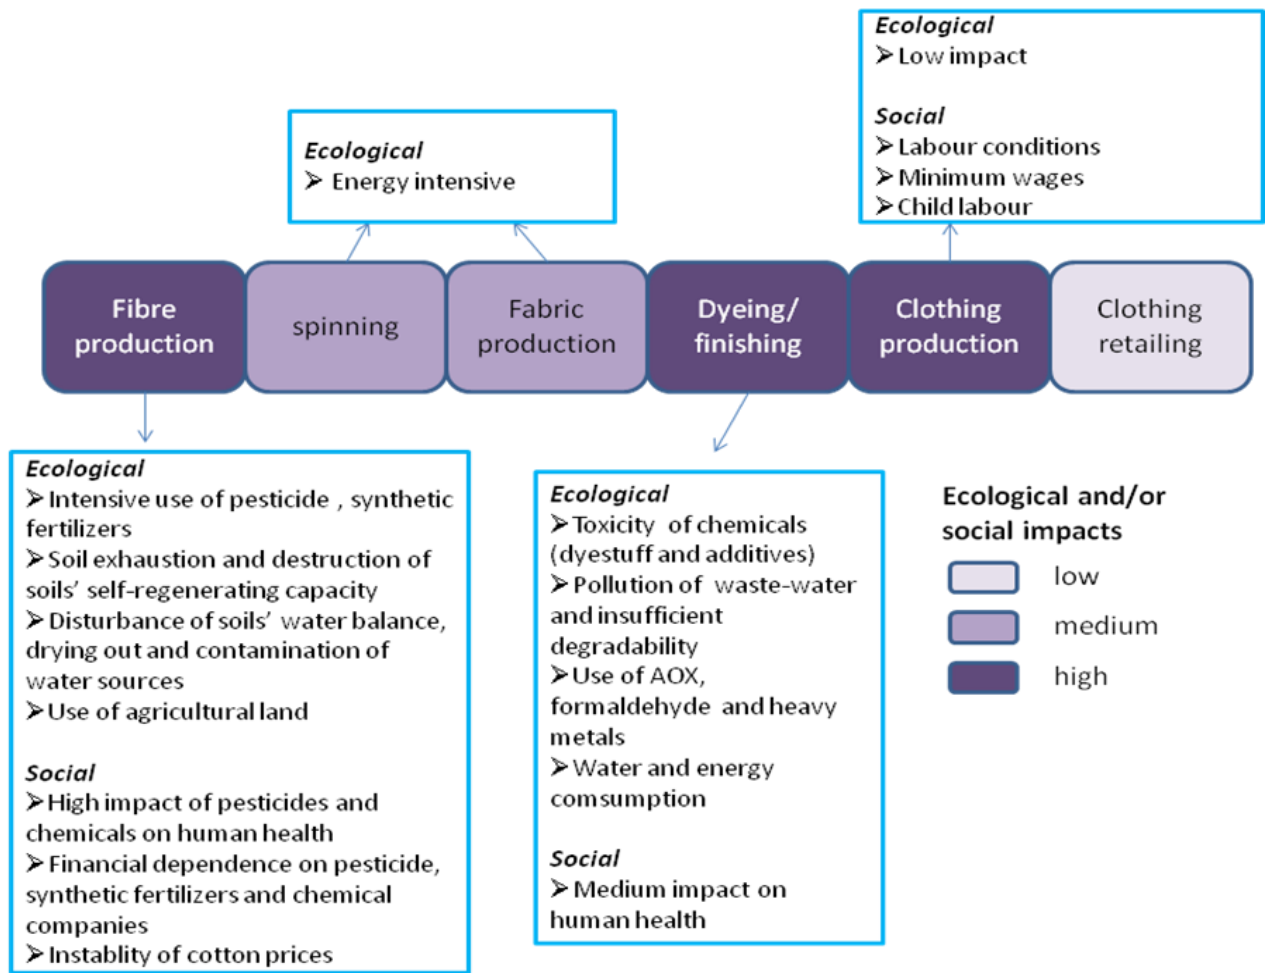 Ecological
➢Low impact
Social
➢Labour conditions
➢Minimum wages
➢Child labour
Ecological
➢ Energy intensive
Fibre
production
spinning
Fabric
production
Dyeing/
finishing
Clothing
production
Clothing
retailing
Ecological
➢Intensive use of pesticide , synthetic
fertilizers
➢Soil exhaustion and destruction of
soils' self-regenerating capacity
➢Disturbance of soils' water balance,
drying out and contamination of
water sources
➢Use of agricultural land
Social
➢High impact of pesticides and
chemicals on human health
➢Financial dependence on pesticide,
synthetic fertilizers and chemical
companies
➢Instablity of cotton prices
Ecological
➢Toxicity of chemicals
(dyestuff and additives)
➢Pollution of waste-water
and insufficient
degradability
➢Use of AOX,
formaldehyde and heavy
metals
➢Water and energy
comsumption
Social
➢Medium impact on
human health
Ecological and/or
social impacts
low
medium
high